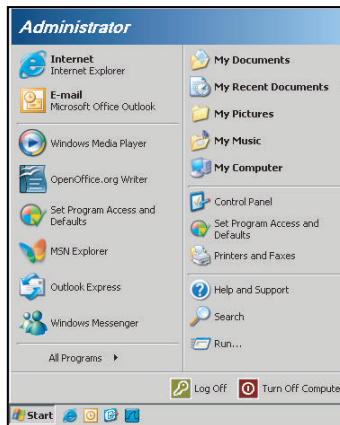 Administrator
Internet
Internet Explorer
E-mail
Microsoft Office Outlook
Windows Media Player
OpenOffice.org Writer
Set Program Access and
Defaults
MSN Explorer
Outlook Express
Windows Messenger
All Programs
My Documents
My Recent Documents
My Pictures
My Music
My Computer
Control Panel
Set Program Access and
Defaults
Printers and Faxes
Help and Support
Search
Run...
Log Off
Turn Off Compute
Start